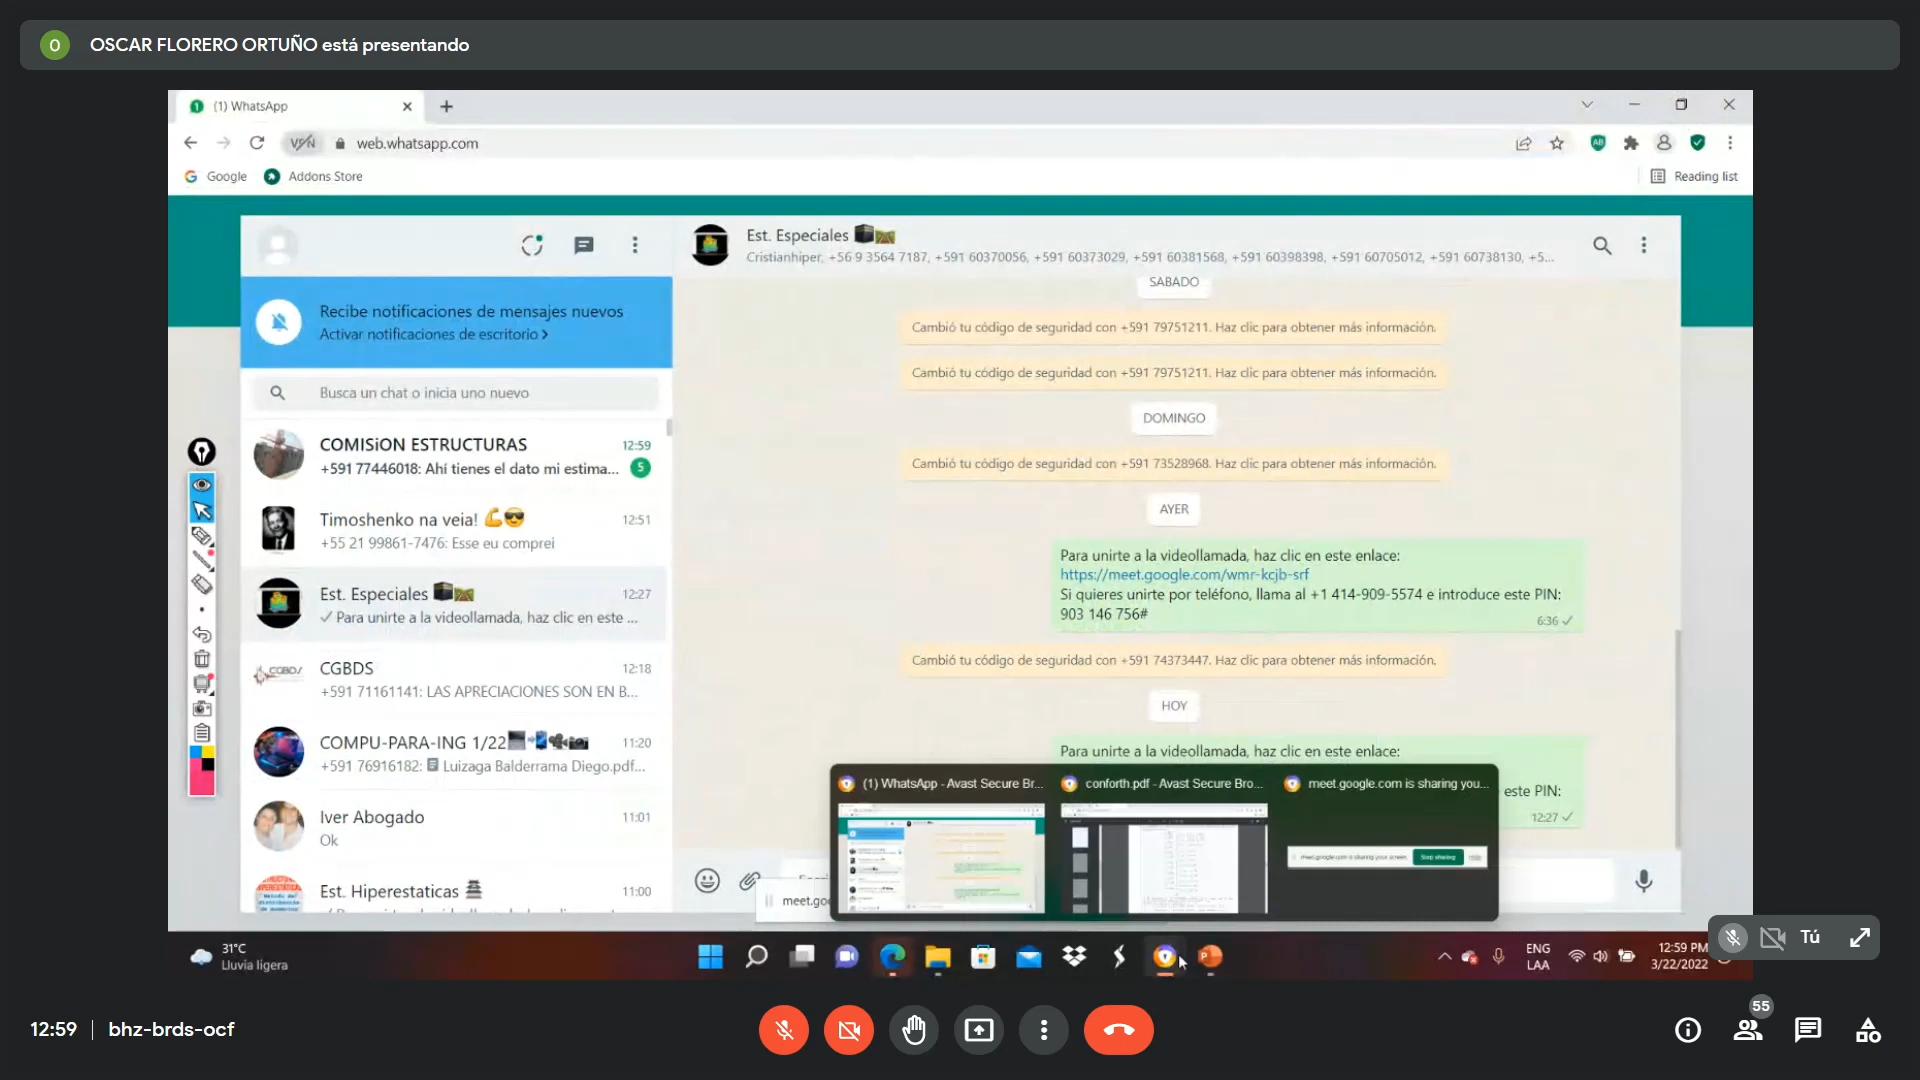 O OSCAR FLORERO ORTUÑO está presentando
(1) WhatsApp
VPN web.whatsapp.com
Google Addons Store Reading list
Est. Especiales
Cristianhiper, +56 9 3564 7187, +591 60370056, +591 60373029, +591 60381568, +591 60398398, +591 60705012, +591 60738130, +5...
Recibe notificaciones de mensajes nuevos
Activar notificaciones de escritorio
Busca un chat o inicia uno nuevo
COMISiON ESTRUCTURAS 12:59
+591 77446018: Ahí tienes el dato mi estima... 5
Timoshenko na veia! 12:51
+55 21 99861-7476: Esse eu comprei
Est. Especiales 12:27
Para unirte a la videollamada, haz clic en este ...
CGBDS CGBDS 12:18
+591 71161141: LAS APRECIACIONES SON EN B...
COMPU-PARA-ING 1/22 11:20
+591 76916182: Luizaga Balderrama Diego.pdf...
Iver Abogado 11:01
Ok
Est. Hiperestaticas 11:00
SÁBADO
Cambió tu código de seguridad con +591 79751211. Haz clic para obtener más información.
Cambió tu código de seguridad con +591 79751211. Haz clic para obtener más información.
DOMINGO
Cambió tu código de seguridad con +591 73528968. Haz clic para obtener más información.
AYER
Para unirte a la videollamada, haz clic en este enlace:
https://meet.google.com/wmr-kcjb-srf
Si quieres unirte por teléfono, llama al +1 414-909-5574 e introduce este PIN:
903 146 756#
6:36
Cambió tu código de seguridad con +591 74373447. Haz clic para obtener más información.
HOY
Para unirte a la videollamada, haz clic en este enlace:
este PIN:
12:27
(1) WhatsApp - Avast Secure Br... conforth.pdf - Avast Secure Bro... meet.google.com is sharing you...
meet.google.com is sharing your screen. Stop sharing
31°C
Lluvia ligera
ENG
LAA
12:59 PM
3/22/2022
Tú
12:59 | bhz-brds-ocf
55